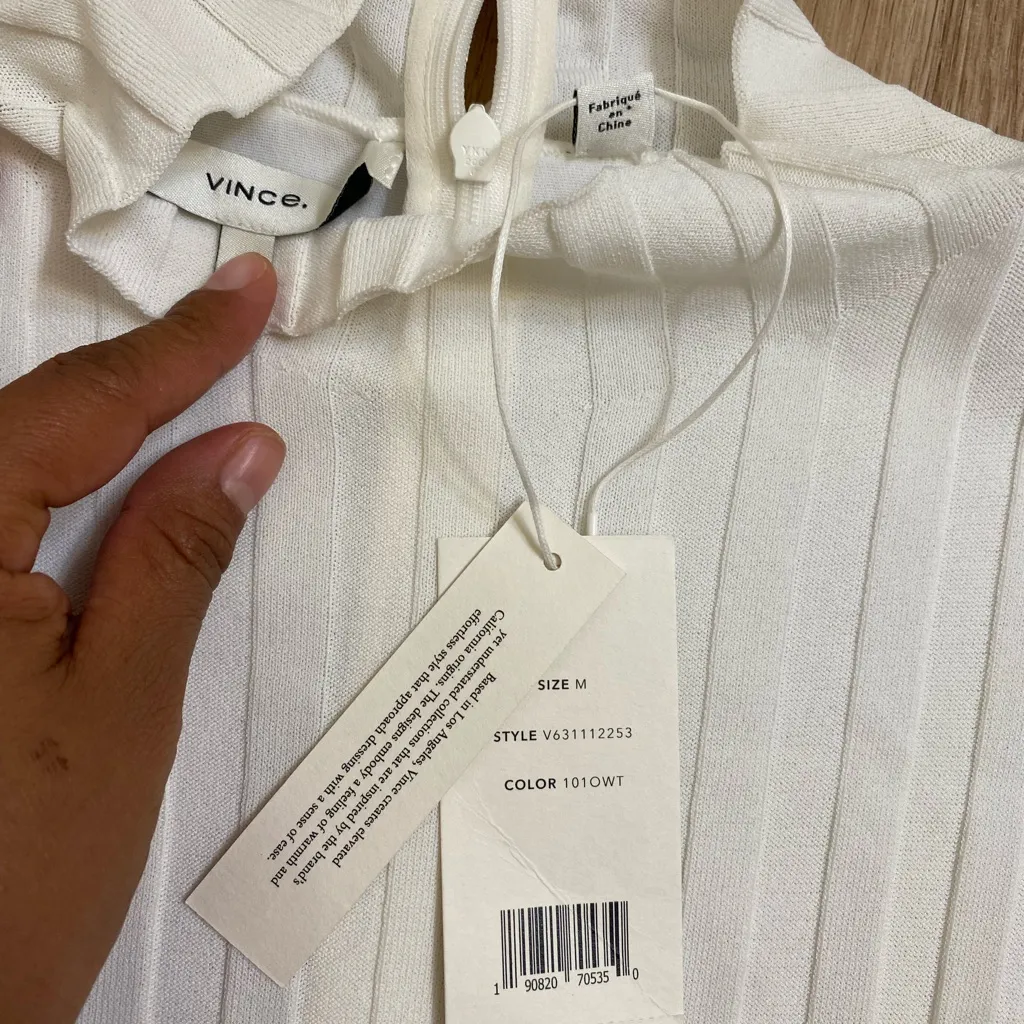 VINCE.
Fabriqué
en
Chine
Based in Los Angeles, Vince creates elevated
yet understated collections that are inspired by the brand's
California origins. The designs embody a feeling of warmth and
effortless style that approach dressing with a sense of ease.
SIZE M
STYLE V631112253
COLOR 101OWT
1 90820 70535 0